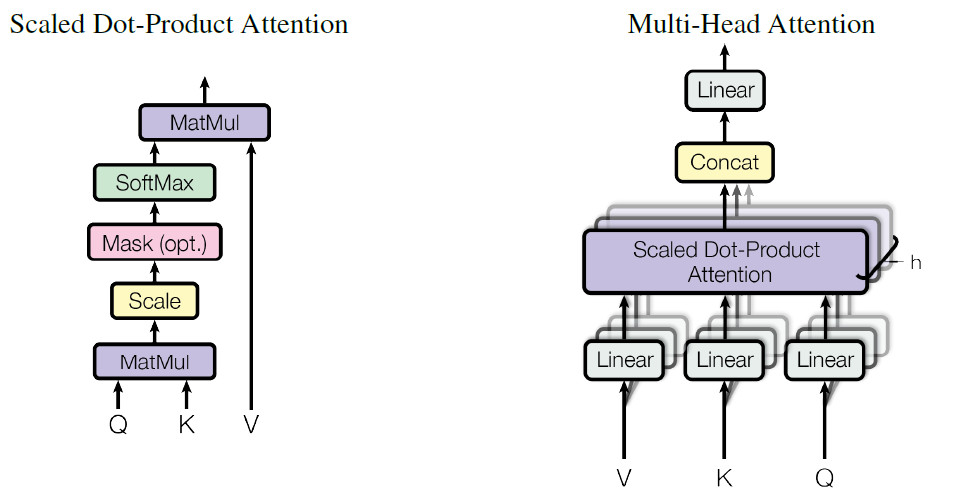 Scaled Dot-Product Attention
MatMul
SoftMax
Mask (opt.)
Scale
MatMul
Q K V
Multi-Head Attention
Linear
Concat
Scaled Dot-Product
Attention
h
Linear Linear Linear
V K Q